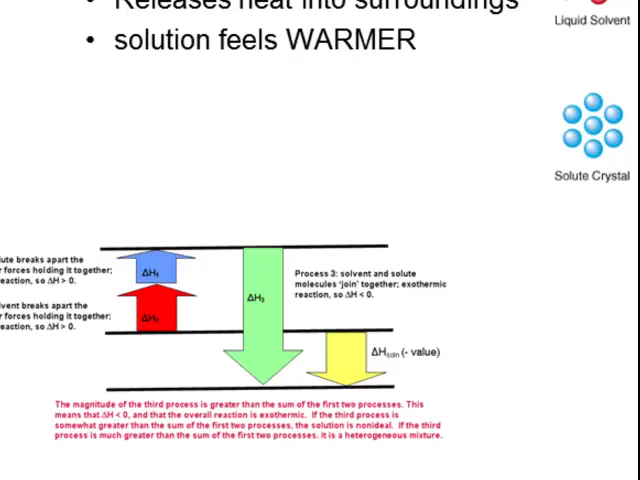 • Releases heat into surroundings
• solution feels WARMER
Liquid Solvent
Solute Crystal
lute breaks apart the
r forces holding it together;
reaction, so ΔH > 0.
ΔH₁
lvent breaks apart the
r forces holding it together;
reaction, so ΔH > 0.
ΔH₂
ΔH₃
Process 3: solvent and solute
molecules 'join' together; exothermic
reaction, so ΔH < 0.
(- value)
The magnitude of the third process is greater than the sum of the first two processes. This
means that ΔH < 0, and that the overall reaction is exothermic. If the third process is
somewhat greater than the sum of the first two processes, the solution is nonideal. If the third
process is much greater than the sum of the first two processes. it is a heterogeneous mixture.